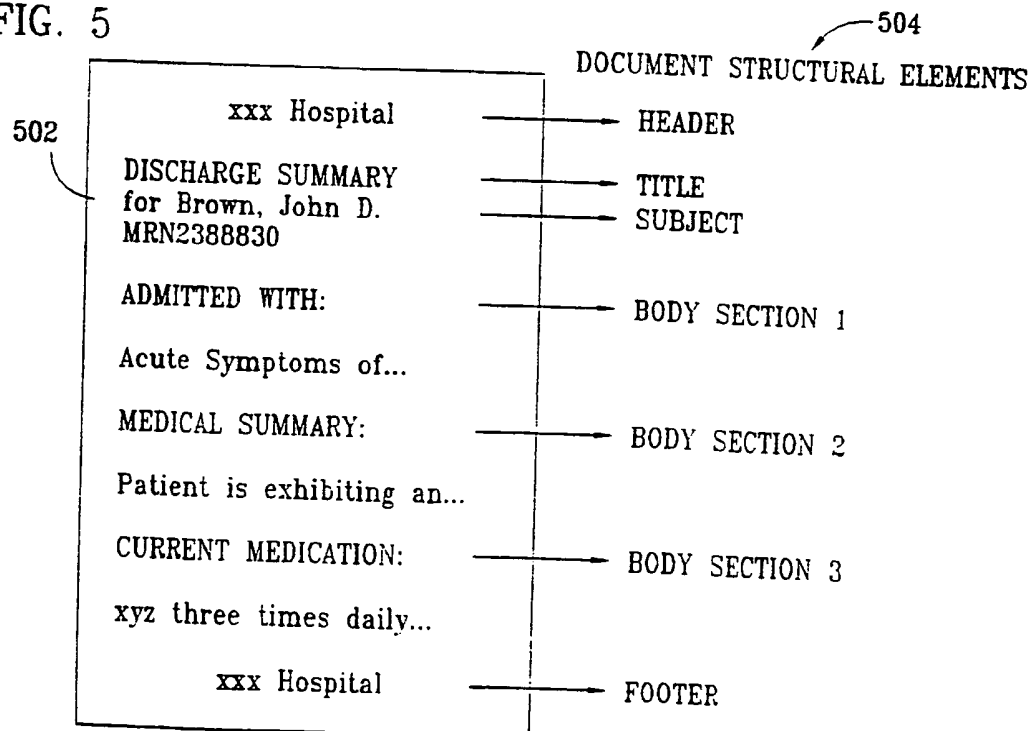 FIG. 5
504
DOCUMENT STRUCTURAL ELEMENTS
xxx Hospital HEADER
502
DISCHARGE SUMMARY TITLE
for Brown, John D. SUBJECT
MRN2388830
ADMITTED WITH: BODY SECTION 1
Acute Symptoms of...
MEDICAL SUMMARY: BODY SECTION 2
Patient is exhibiting an...
CURRENT MEDICATION: BODY SECTION 3
xyz three times daily...
xxx Hospital FOOTER